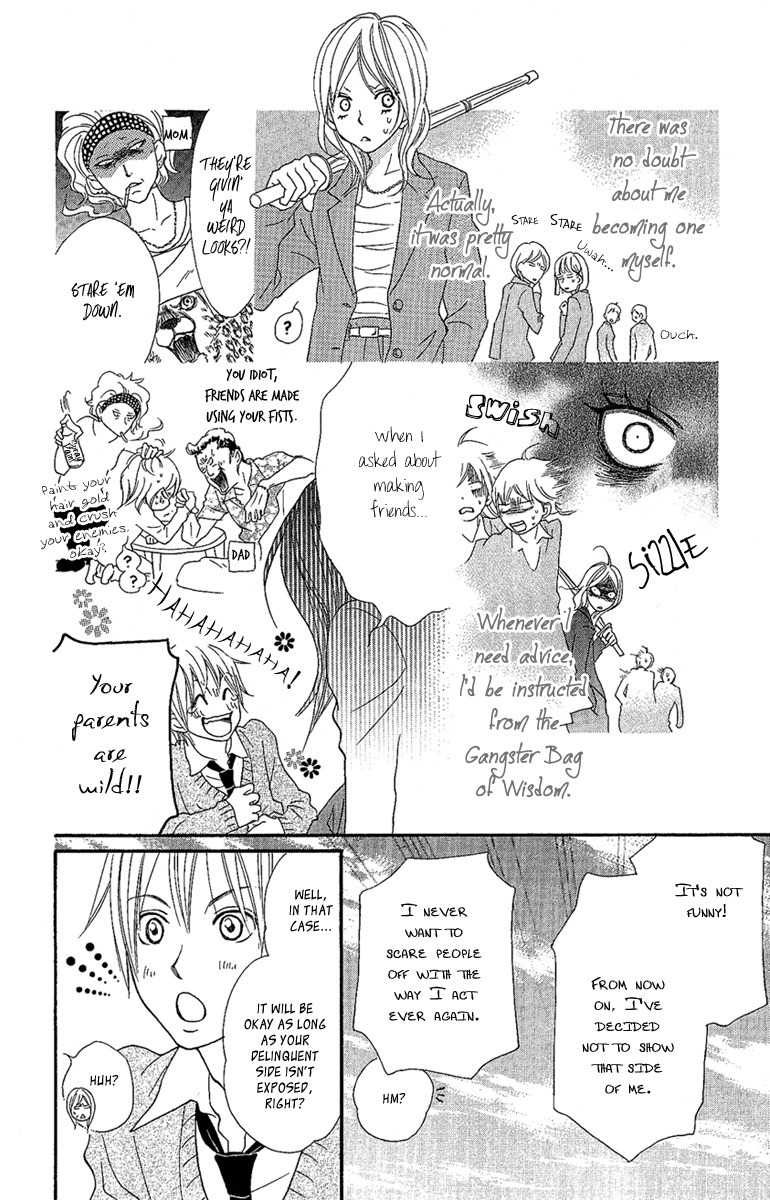 There was
no doubt
about me
becoming one
myself.
Actually,
it was pretty
normal.
STARE
STARE
Uwah...
Ouch.
?
MOM.
THEY'RE
GIVIN'
YA
WEIRD
LOOKS?!
STARE 'EM
DOWN.
SWISH
SIZZLE
When I
asked about
making
friends...
YOU IDIOT,
FRIENDS ARE MADE
USING YOUR FISTS.
DAD
Paint your
hair gold
and crush
your enemies,
okay?
?
?
Whenever I
need advice,
I'd be instructed
from the
Gangster Bag
of Wisdom.
HAHAHAHAHA!
Your
parents
are
wild!!
It's not
funny!
From now
on, I've
decided
not to show
that side
of me.
I never
want to
scare people
off with the
way I act
ever again.
HM?
WELL,
IN THAT
CASE...
IT WILL BE
OKAY AS LONG
AS YOUR
DELINQUENT
SIDE ISN'T
EXPOSED,
RIGHT?
HUH?